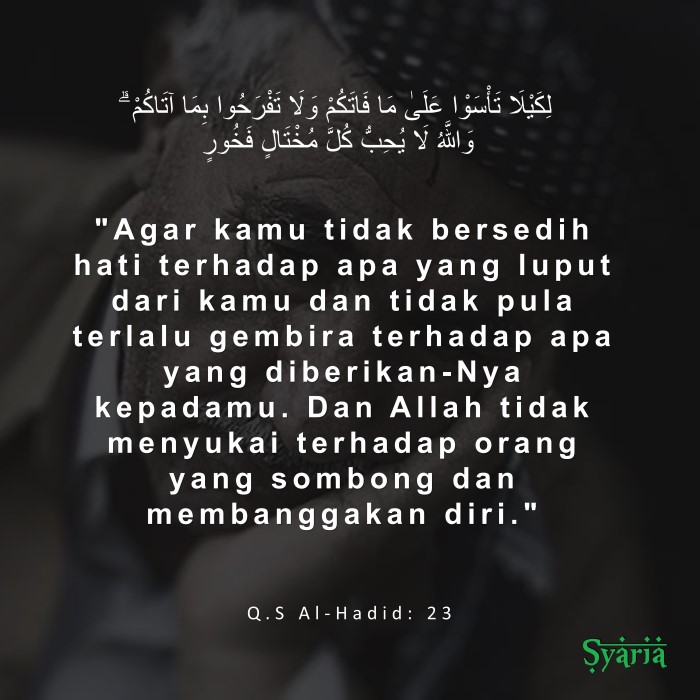 لِكَيْلَا تَأْسَوْا عَلَىٰ مَا فَاتَكُمْ وَلَا تَفْرَحُوا بِمَا آتَاكُمْ ۗ
وَاللَّهُ لَا يُحِبُّ كُلَّ مُخْتَالٍ فَخُورٍ
"Agar kamu tidak bersedih
hati terhadap apa yang luput
dari kamu dan tidak pula
terlalu gembira terhadap apa
yang diberikan-Nya
kepadamu. Dan Allah tidak
menyukai terhadap orang
yang sombong dan
membanggakan diri."
Q.S Al-Hadid: 23
Syaria